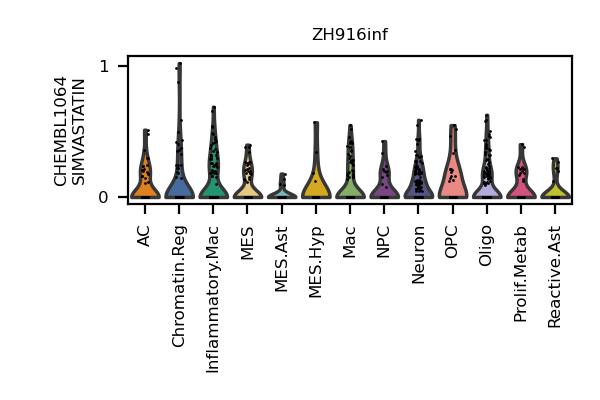 ZH916inf
CHEMBL1064
SIMVASTATIN
1
0
AC
Chromatin.Reg
Inflammatory.Mac
MES
MES.Ast
MES.Hyp
Mac
NPC
Neuron
OPC
Oligo
Prolif.Metab
Reactive.Ast